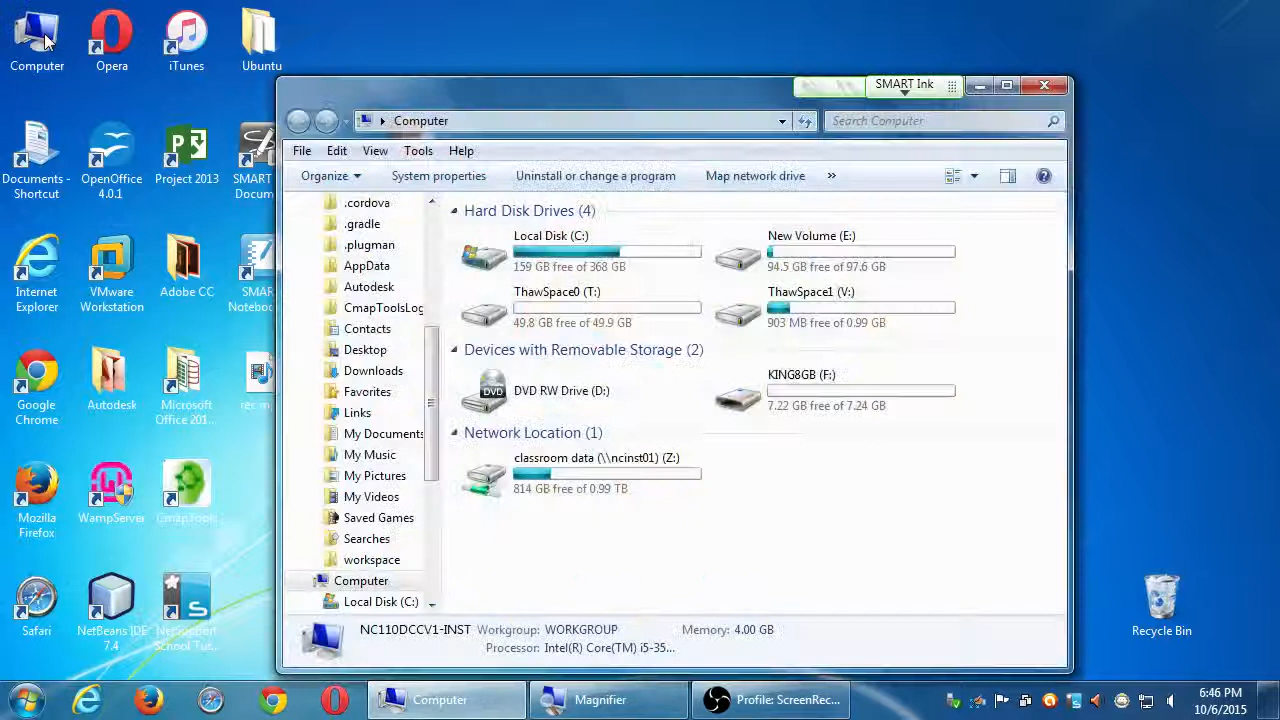 Computer
Opera
iTunes
Ubuntu
Documents -
Shortcut
OpenOffice
4.0.1
Project 2013
SMART
Docum
Internet
Explorer
VMware
Workstation
Adobe CC
SMAR
Notebook
Google
Chrome
Autodesk
Microsoft
Office 201...
Mozilla
Firefox
WampServer
CmapTools
Safari
NetBeans IDE
7.4
NetSupport
School Tut...
SMART Ink
Computer
Search Computer
File Edit View Tools Help
Organize System properties Uninstall or change a program Map network drive »
.cordova
.gradle
.plugman
AppData
Autodesk
CmapToolsLog
Contacts
Desktop
Downloads
Favorites
Links
My Documents
My Music
My Pictures
My Videos
Saved Games
Searches
workspace
Computer
Local Disk (C:)
Hard Disk Drives (4)
Local Disk (C:)
159 GB free of 368 GB
New Volume (E:)
94.5 GB free of 97.6 GB
ThawSpace0 (T:)
49.8 GB free of 49.9 GB
ThawSpace1 (V:)
903 MB free of 0.99 GB
Devices with Removable Storage (2)
DVD
DVD RW Drive (D:)
KING8GB (F:)
7.22 GB free of 7.24 GB
Network Location (1)
classroom data (\\ncinst01) (Z:)
814 GB free of 0.99 TB
NC110DCCV1-INST Workgroup: WORKGROUP Memory: 4.00 GB
Processor: Intel(R) Core(TM) i5-35...
Recycle Bin
Computer
Magnifier
Profile: ScreenRec...
6:46 PM
10/6/2015